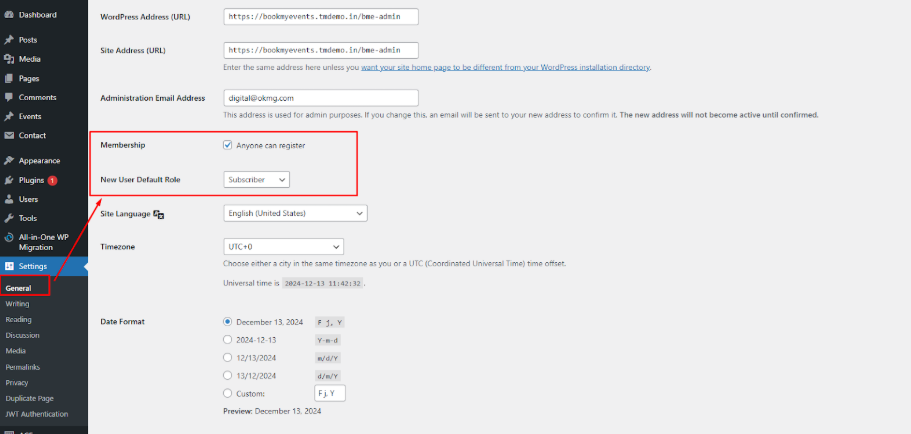 Dashboard
Posts
Media
Pages
Comments
Events
Contact
Appearance
Plugins 1
Users
Tools
All-in-One WP
Migration
Settings
General
Writing
Reading
Discussion
Media
Permalinks
Privacy
Duplicate Page
JWT Authentication
WordPress Address (URL) https://bookmyevents.tmdemo.in/bme-admin
Site Address (URL) https://bookmyevents.tmdemo.in/bme-admin
Enter the same address here unless you want your site home page to be different from your WordPress installation directory.
Administration Email Address digital@okmg.com
This address is used for admin purposes. If you change this, an email will be sent to your new address to confirm it. The new address will not become active until confirmed.
Membership Anyone can register
New User Default Role Subscriber
Site Language English (United States)
Timezone UTC+0
Choose either a city in the same timezone as you or a UTC (Coordinated Universal Time) time offset.
Universal time is 2024-12-13 11:42:32.
Date Format December 13, 2024 F j, Y
2024-12-13 Y-m-d
12/13/2024 m/d/Y
13/12/2024 d/m/Y
Custom: F j, Y
Preview: December 13, 2024